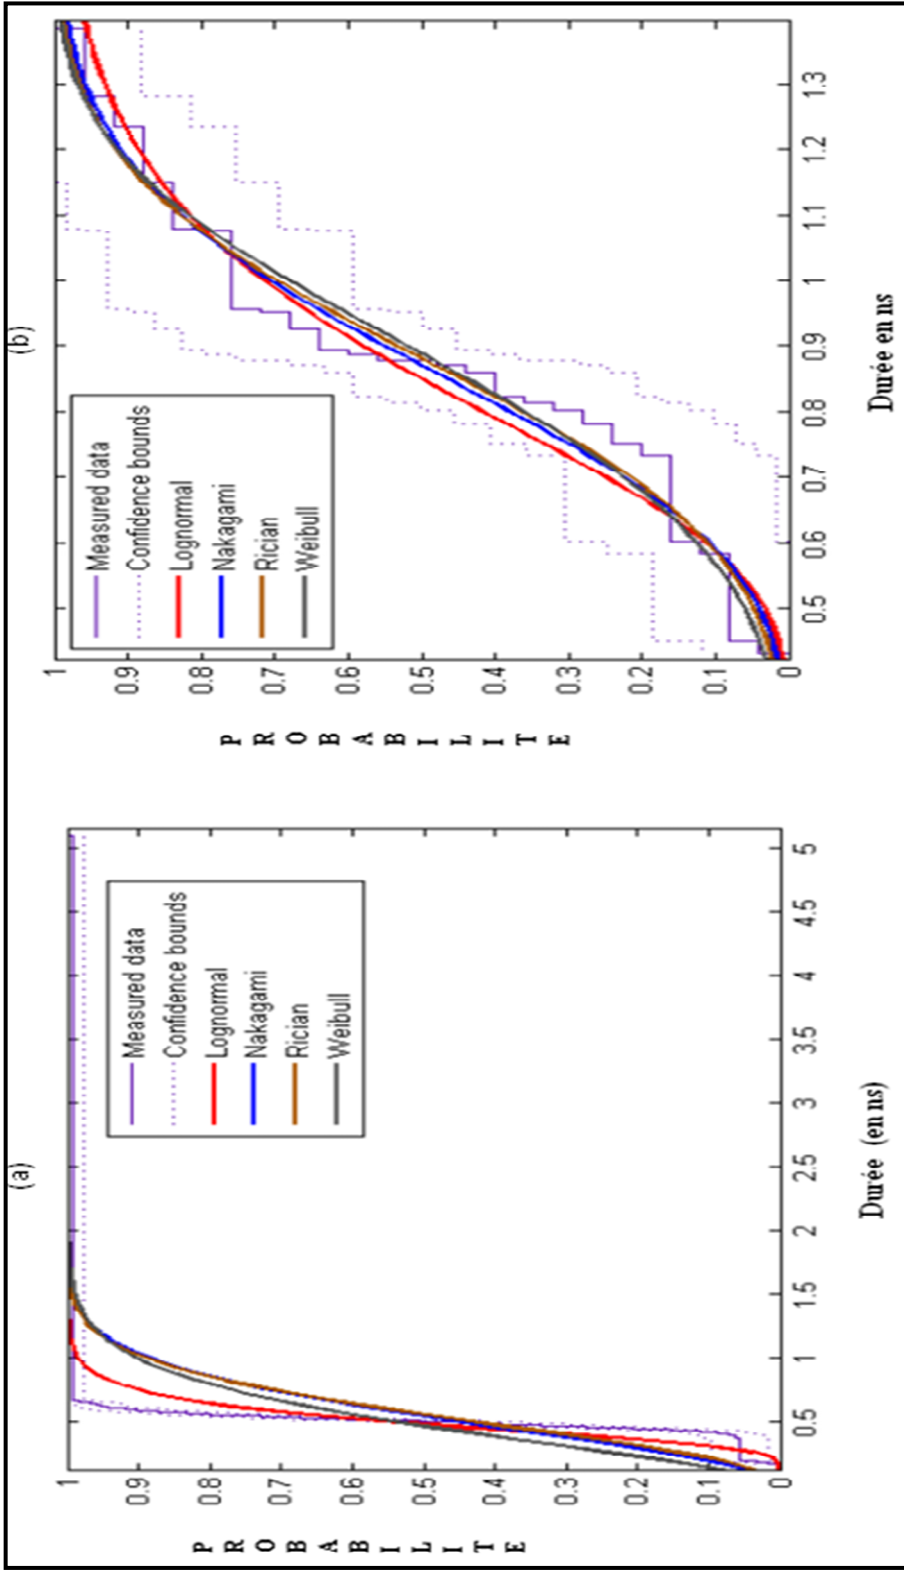 (a)
P R O B A B I L I T E
1
0.9
0.8
0.7
0.6
0.5
0.4
0.3
0.2
0.1
0
Measured data
Confidence bounds
Lognormal
Nakagami
Rician
Weibull
0.5 1 1.5 2 2.5 3 3.5 4 4.5 5
Durée (en ns)
(b)
P R O B A B I L I T E
1
0.9
0.8
0.7
0.6
0.5
0.4
0.3
0.2
0.1
0
Measured data
Confidence bounds
Lognormal
Nakagami
Rician
Weibull
0.5 0.6 0.7 0.8 0.9 1 1.1 1.2 1.3
Durée en ns